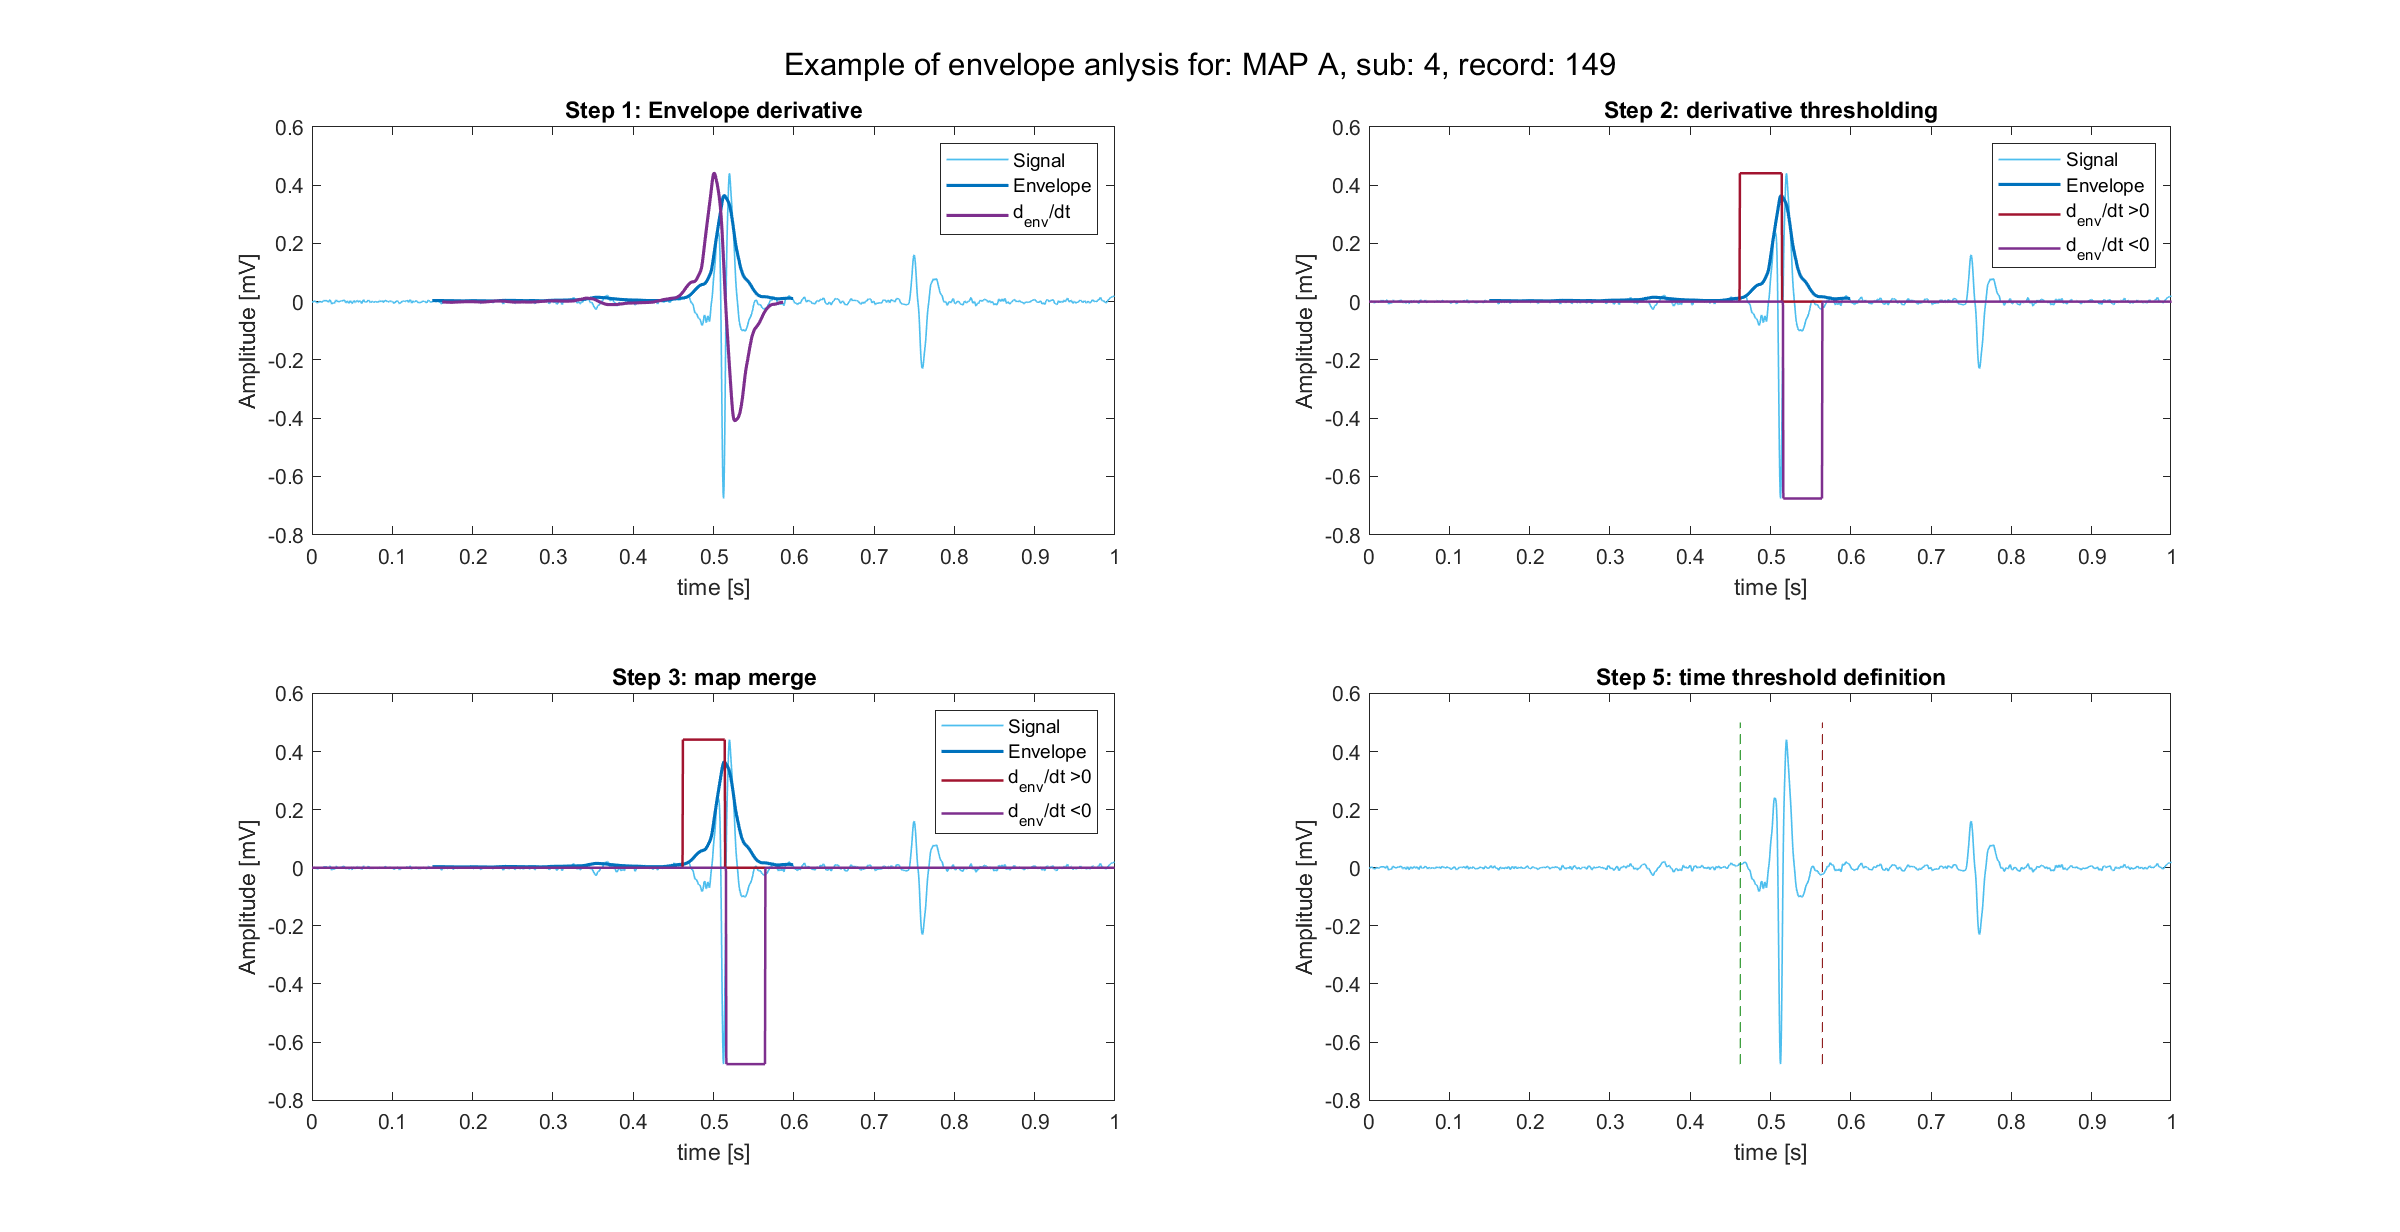 Example of envelope anlysis for: MAP A, sub: 4, record: 149
Step 1: Envelope derivative
0.6
0.4
0.2
0
-0.2
-0.4
-0.6
-0.8
Amplitude [mV]
Signal
Envelope
d_env/dt
0 0.1 0.2 0.3 0.4 0.5 0.6 0.7 0.8 0.9 1
time [s]
Step 2: derivative thresholding
0.6
0.4
0.2
0
-0.2
-0.4
-0.6
-0.8
Amplitude [mV]
Signal
Envelope
d_env/dt >0
d_env/dt <0
0 0.1 0.2 0.3 0.4 0.5 0.6 0.7 0.8 0.9 1
time [s]
Step 3: map merge
0.6
0.4
0.2
0
-0.2
-0.4
-0.6
-0.8
Amplitude [mV]
Signal
Envelope
d_env/dt >0
d_env/dt <0
0 0.1 0.2 0.3 0.4 0.5 0.6 0.7 0.8 0.9 1
time [s]
Step 5: time threshold definition
0.6
0.4
0.2
0
-0.2
-0.4
-0.6
-0.8
Amplitude [mV]
0 0.1 0.2 0.3 0.4 0.5 0.6 0.7 0.8 0.9 1
time [s]